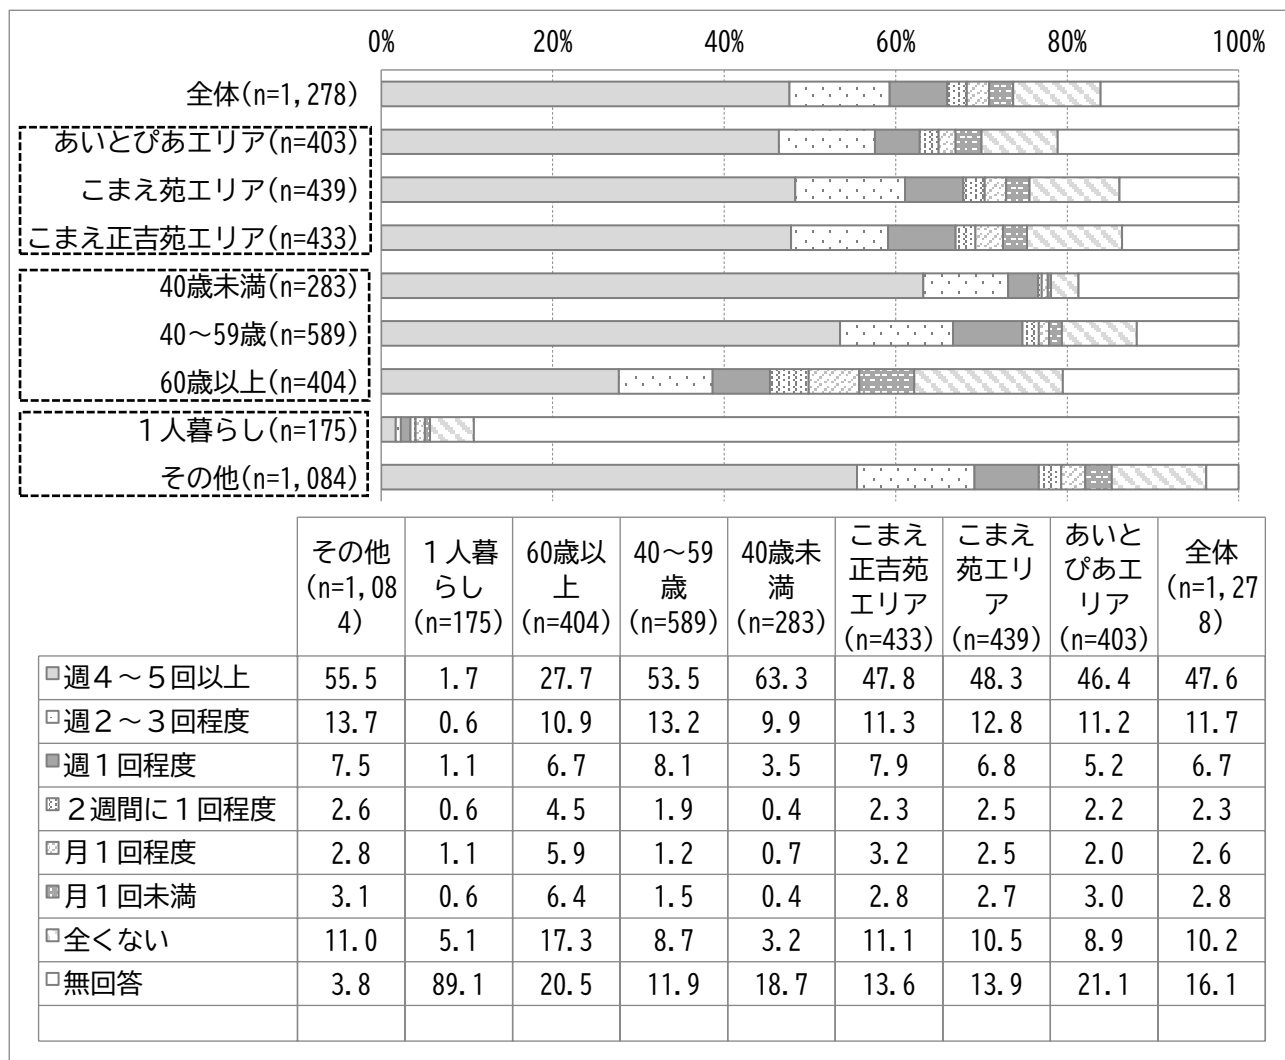 0% 20% 40% 60% 80% 100%
全体(n=1,278)
あいとぴあエリア(n=403)
こまえ苑エリア(n=439)
こまえ正吉苑エリア(n=433)
40歳未満(n=283)
40～59歳(n=589)
60歳以上(n=404)
１人暮らし(n=175)
その他(n=1,084)
その他(n=1,084) １人暮らし(n=175) 60歳以上(n=404) 40～59歳(n=589) 40歳未満(n=283) こまえ正吉苑エリア(n=433) こまえ苑エリア(n=439) あいとぴあエリア(n=403) 全体(n=1,278)
週４～５回以上 55.5 1.7 27.7 53.5 63.3 47.8 48.3 46.4 47.6
週２～３回程度 13.7 0.6 10.9 13.2 9.9 11.3 12.8 11.2 11.7
週１回程度 7.5 1.1 6.7 8.1 3.5 7.9 6.8 5.2 6.7
２週間に１回程度 2.6 0.6 4.5 1.9 0.4 2.3 2.5 2.2 2.3
月１回程度 2.8 1.1 5.9 1.2 0.7 3.2 2.5 2.0 2.6
月１回未満 3.1 0.6 6.4 1.5 0.4 2.8 2.7 3.0 2.8
全くない 11.0 5.1 17.3 8.7 3.2 11.1 10.5 8.9 10.2
無回答 3.8 89.1 20.5 11.9 18.7 13.6 13.9 21.1 16.1